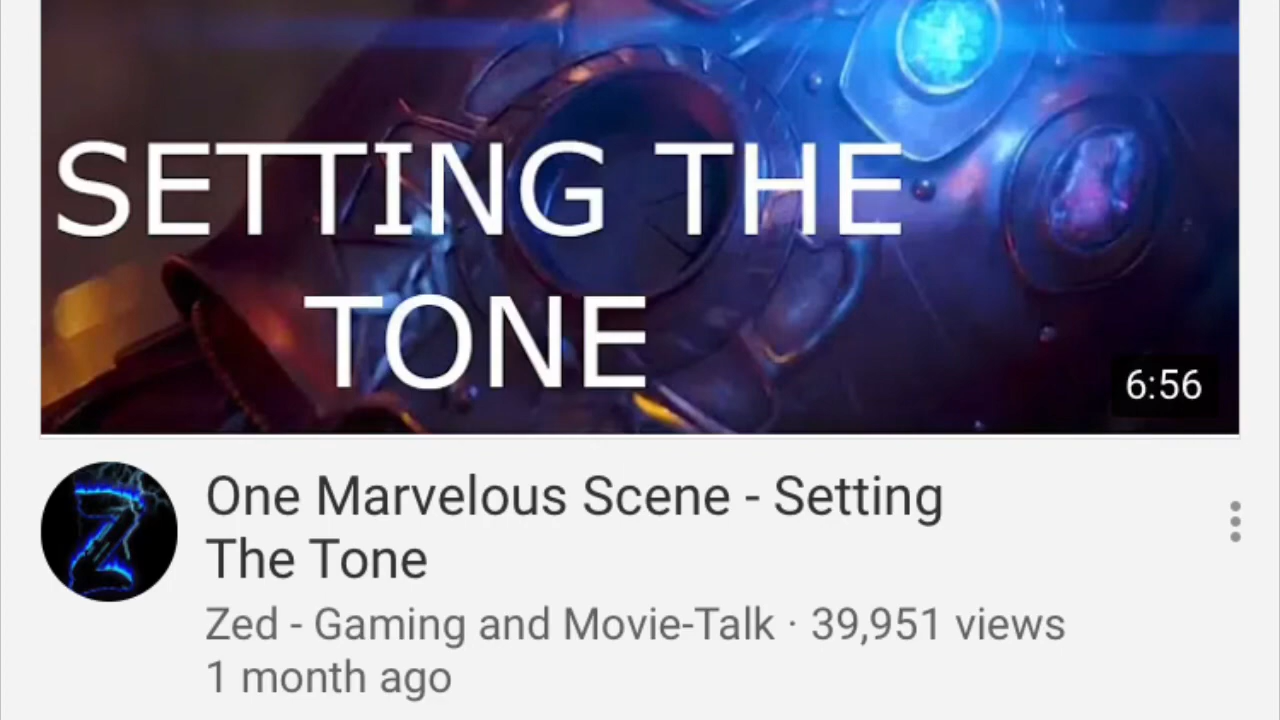 SETTING THE
TONE
6:56
One Marvelous Scene - Setting
The Tone
Zed - Gaming and Movie-Talk · 39,951 views
1 month ago